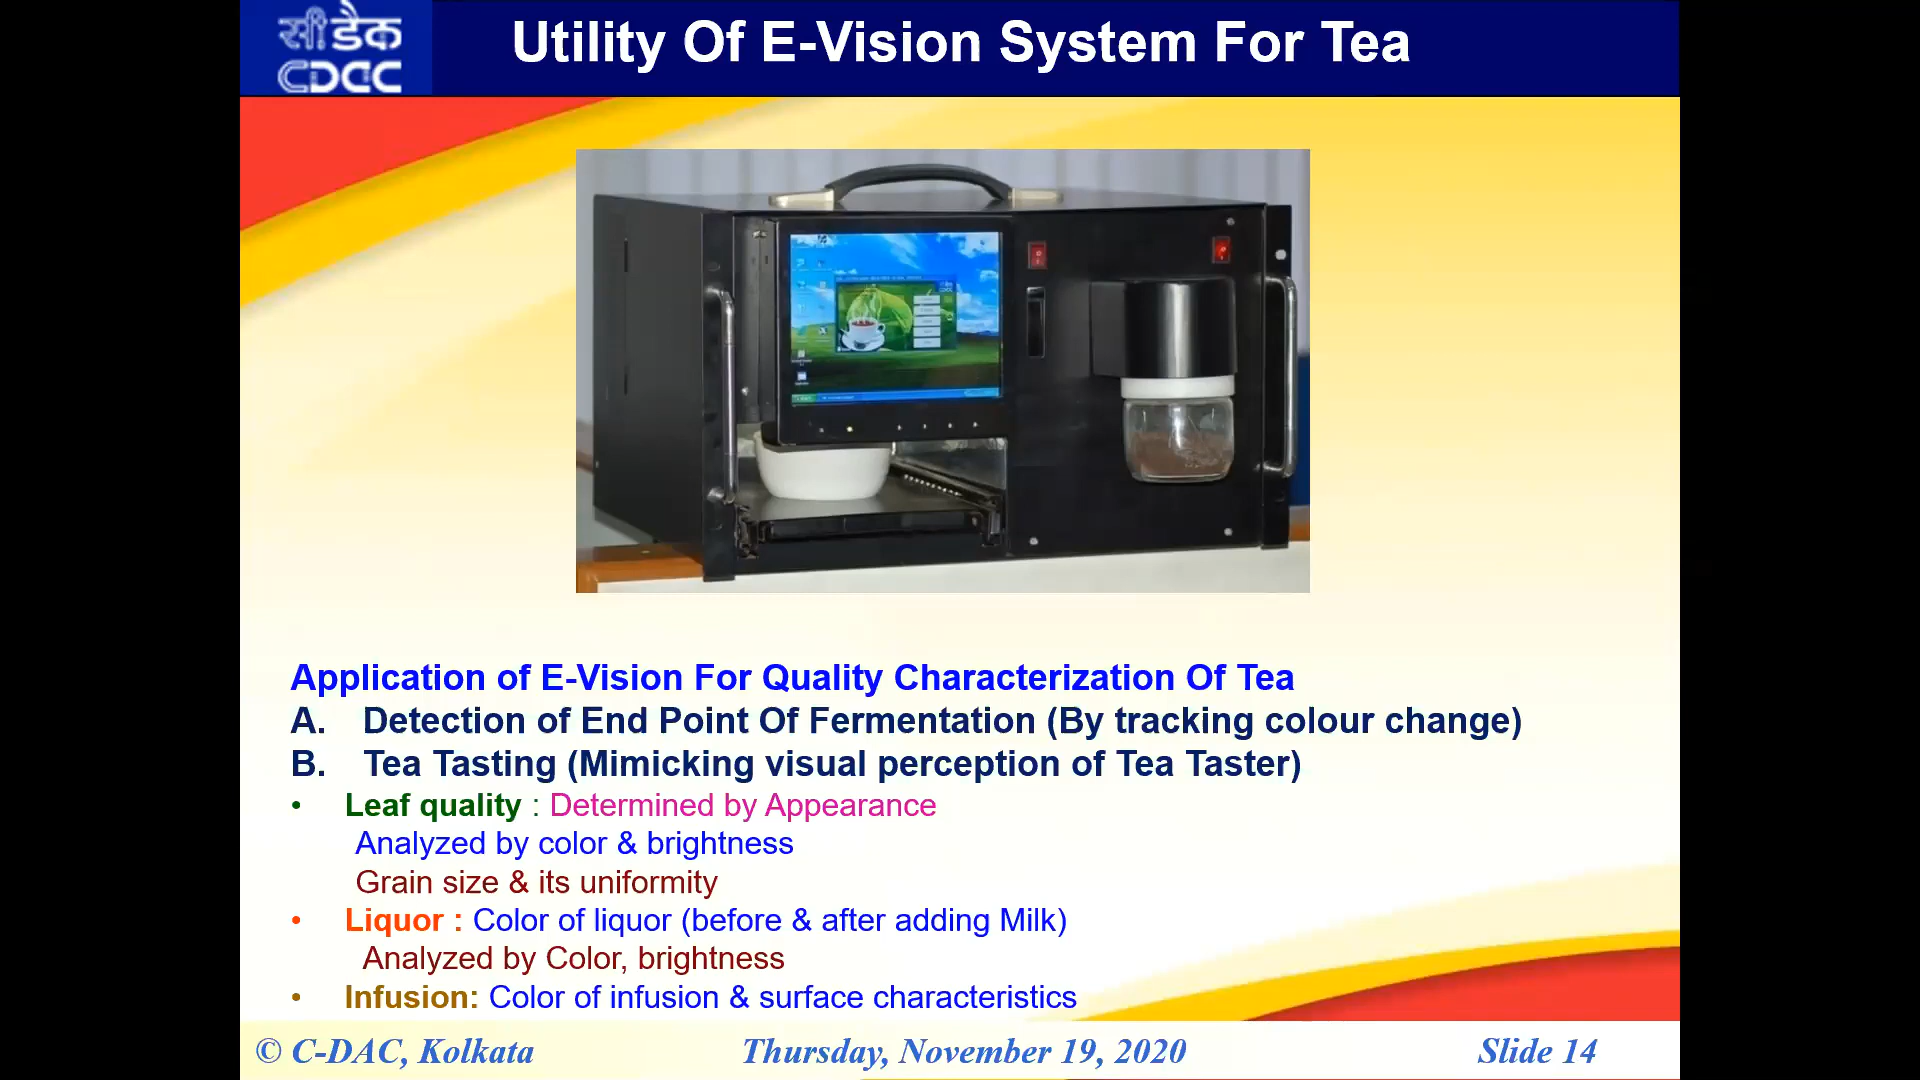 सीडैक
CDAC
Utility Of E-Vision System For Tea
Application of E-Vision For Quality Characterization Of Tea
A. Detection of End Point Of Fermentation (By tracking colour change)
B. Tea Tasting (Mimicking visual perception of Tea Taster)
• Leaf quality : Determined by Appearance
Analyzed by color & brightness
Grain size & its uniformity
• Liquor : Color of liquor (before & after adding Milk)
Analyzed by Color, brightness
• Infusion: Color of infusion & surface characteristics
© C-DAC, Kolkata
Thursday, November 19, 2020
Slide 14